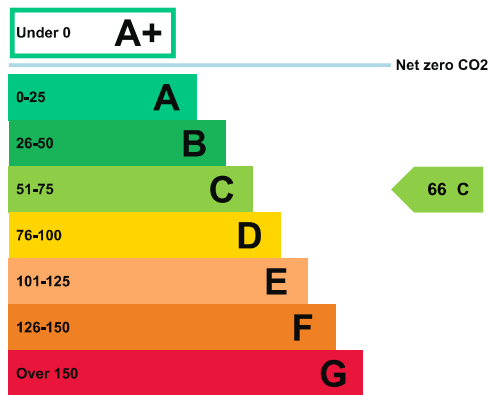 Under 0 A+
Net zero CO2
0-25 A
26-50 B
51-75 C
66 C
76-100 D
101-125 E
126-150 F
Over 150 G